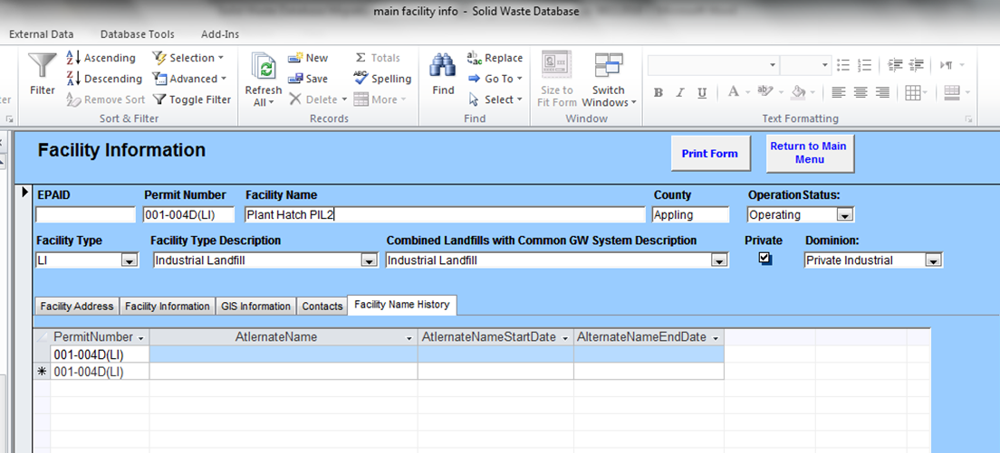 main facility info - Solid Waste Database
External Data Database Tools Add-Ins
Ascending Selection New Totals Replace
Filter Descending Advanced Refresh All Save Spelling Find Go To Size to Fit Form Switch Windows
Remove Sort Toggle Filter Delete More Select B I U A
Sort & Filter Records Find Window Text Formatting
Facility Information Print Form Return to Main Menu
EPAID Permit Number Facility Name County OperationStatus:
001-004D(LI) Plant Hatch PIL2 Appling Operating
Facility Type Facility Type Description Combined Landfills with Common GW System Description Private Dominion:
LI Industrial Landfill Industrial Landfill Private Industrial
Facility Address Facility Information GIS Information Contacts Facility Name History
PermitNumber AtlernateName AtlernateNameStartDate AlternateNameEndDate
001-004D(LI)
001-004D(LI)